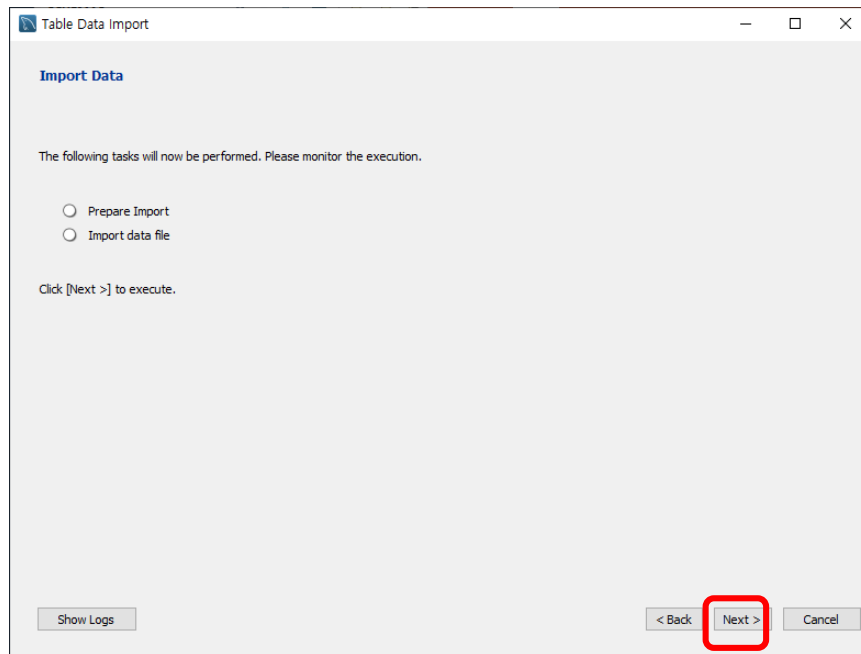 Table Data Import
Import Data
The following tasks will now be performed. Please monitor the execution.
Prepare Import
Import data file
Click [Next >] to execute.
Show Logs
< Back
Next >
Cancel